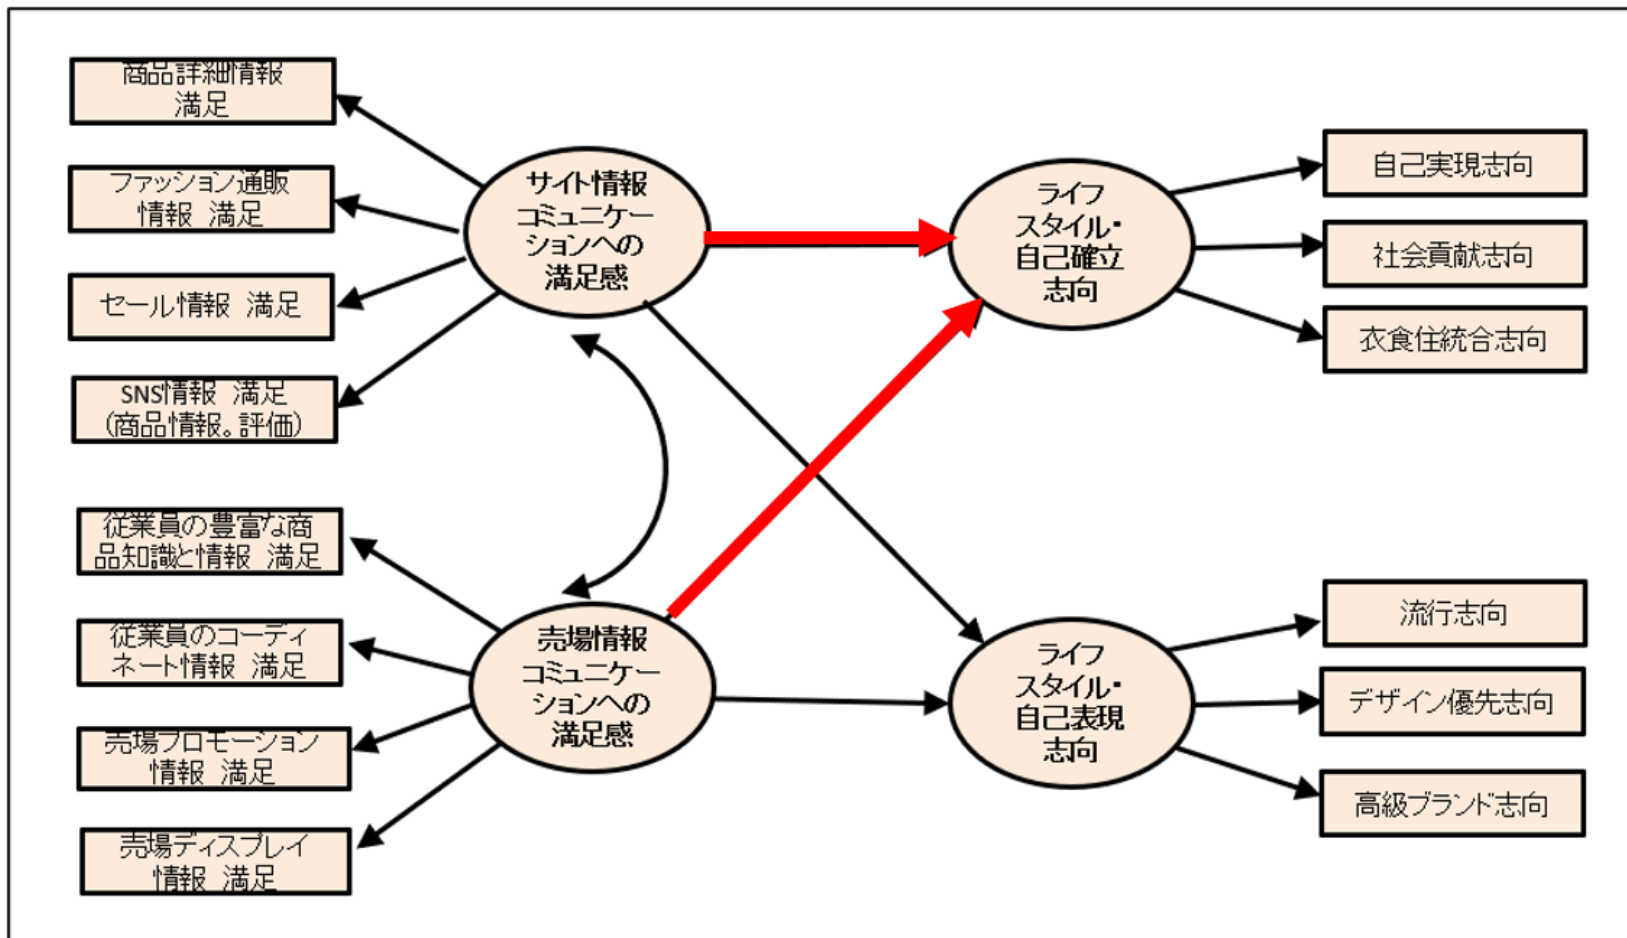 商品詳細情報
満足
ファッション通販
情報 満足
セール情報 満足
SNS情報 満足
(商品情報。評価)
従業員の豊富な商
品知識と情報 満足
従業員のコーディ
ネート情報 満足
売場プロモーション
情報 満足
売場ディスプレイ
情報 満足
サイト情報
コミュニケー
ションへの
満足感
売場情報
コミュニケー
ションへの
満足感
ライフ
スタイル・
自己確立
志向
ライフ
スタイル・
自己表現
志向
自己実現志向
社会貢献志向
衣食住統合志向
流行志向
デザイン優先志向
高級ブランド志向